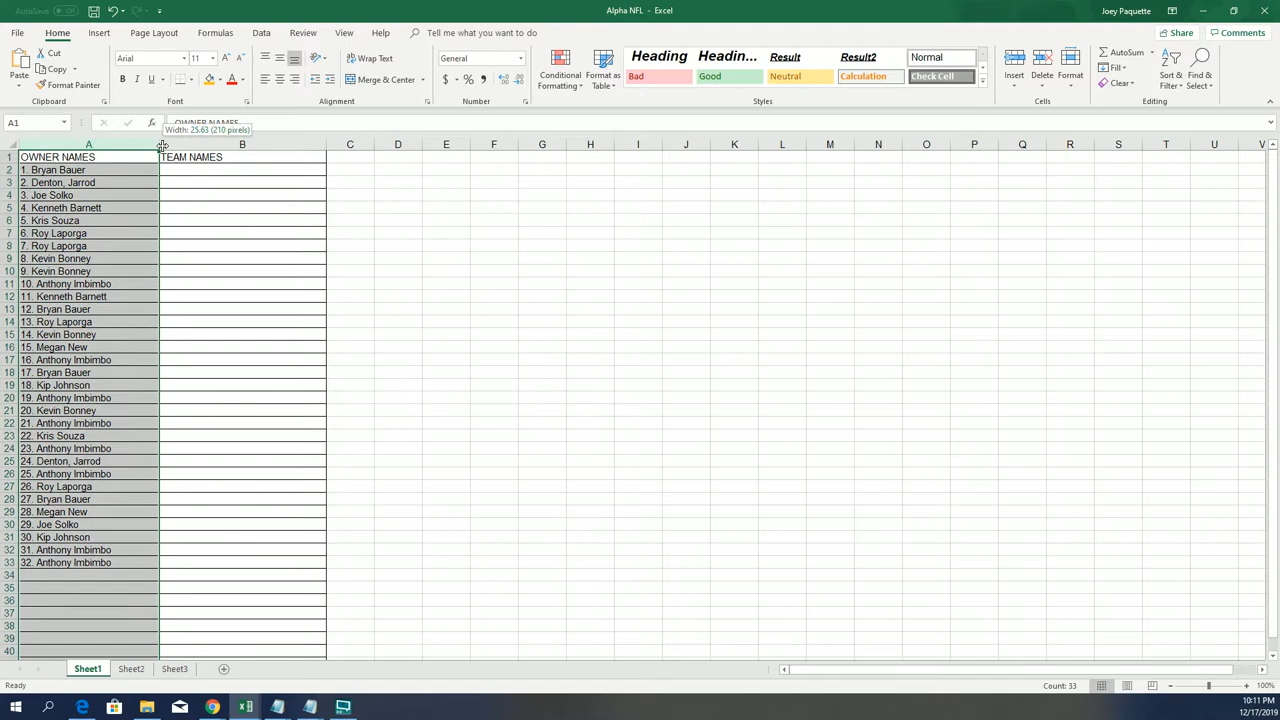 AutoSave Off
Alpha NFL - Excel
Joey Paquette
File Home Insert Page Layout Formulas Data Review View Help Tell me what you want to do
Share Comments
Paste
Cut
Copy
Format Painter
Clipboard
Arial 11
B I U
Font
Wrap Text
Merge & Center
Alignment
General
$ % ,
Number
Conditional Formatting
Format as Table
Heading Headin... Result Result2 Normal
Bad Good Neutral Calculation Check Cell
Styles
Insert Delete Format
Cells
AutoSum
Fill
Clear
Sort & Filter
Find & Select
Editing
A1
fx
OWNER NAMES
Width: 25.63 (210 pixels)
A B C D E F G H I J K L M N O P Q R S T U V
1 OWNER NAMES TEAM NAMES
2 1. Bryan Bauer
3 2. Denton, Jarrod
4 3. Joe Solko
5 4. Kenneth Barnett
6 5. Kris Souza
7 6. Roy Laporga
8 7. Roy Laporga
9 8. Kevin Bonney
10 9. Kevin Bonney
11 10. Anthony Imbimbo
12 11. Kenneth Barnett
13 12. Bryan Bauer
14 13. Roy Laporga
15 14. Kevin Bonney
16 15. Megan New
17 16. Anthony Imbimbo
18 17. Bryan Bauer
19 18. Kip Johnson
20 19. Anthony Imbimbo
21 20. Kevin Bonney
22 21. Anthony Imbimbo
23 22. Kris Souza
24 23. Anthony Imbimbo
25 24. Denton, Jarrod
26 25. Anthony Imbimbo
27 26. Roy Laporga
28 27. Bryan Bauer
29 28. Megan New
30 29. Joe Solko
31 30. Kip Johnson
32 31. Anthony Imbimbo
33 32. Anthony Imbimbo
34
35
36
37
38
39
40
Sheet1 Sheet2 Sheet3
Ready
Count: 33
100%
10:11 PM
12/17/2019